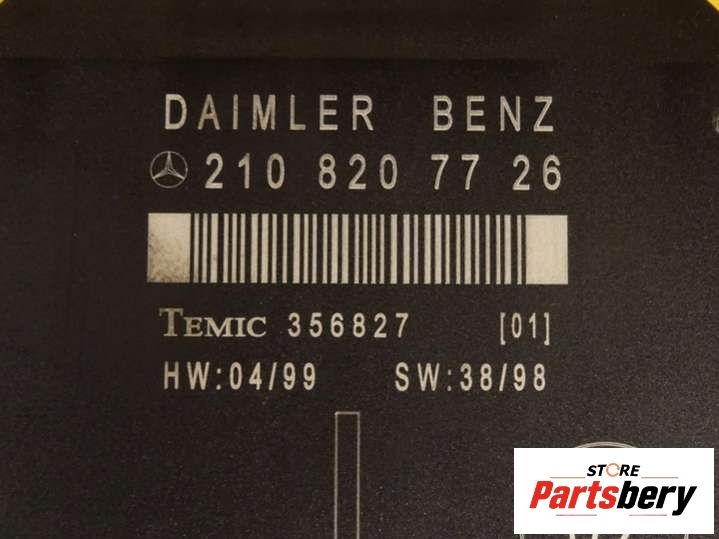 DAIMLER BENZ
210 820 77 26
TEMIC 356827 [01]
HW:04/99 SW:38/98
STORE
Partsbery